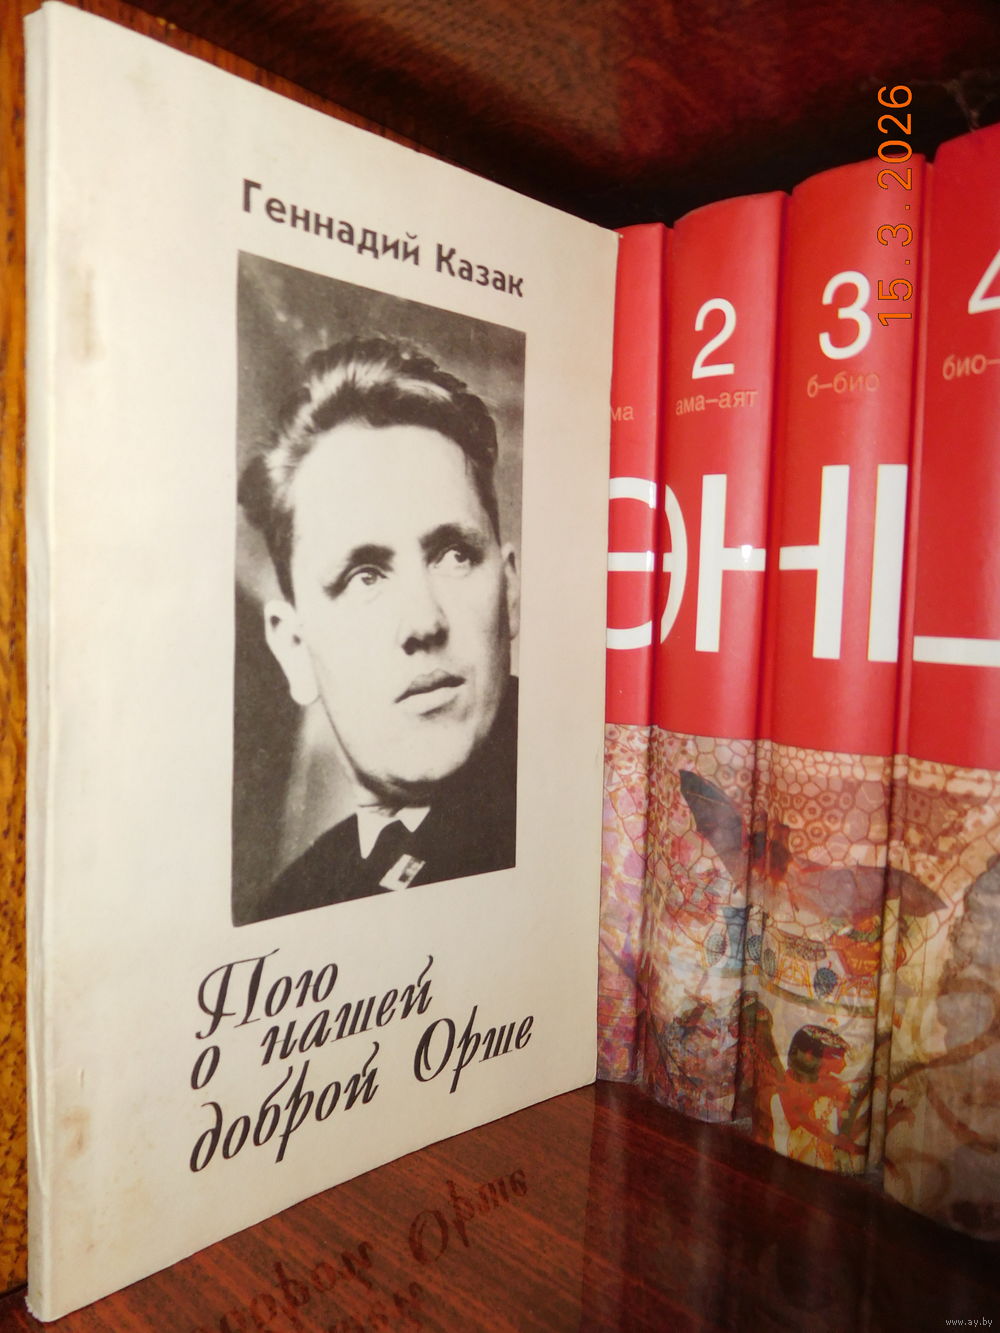 Геннадий Казак
Пою
о нашей
доброй Орше
ма
2
ама–аят
3
б–био
4
био–
ЭНЦ
15.3.2026
www.ay.by